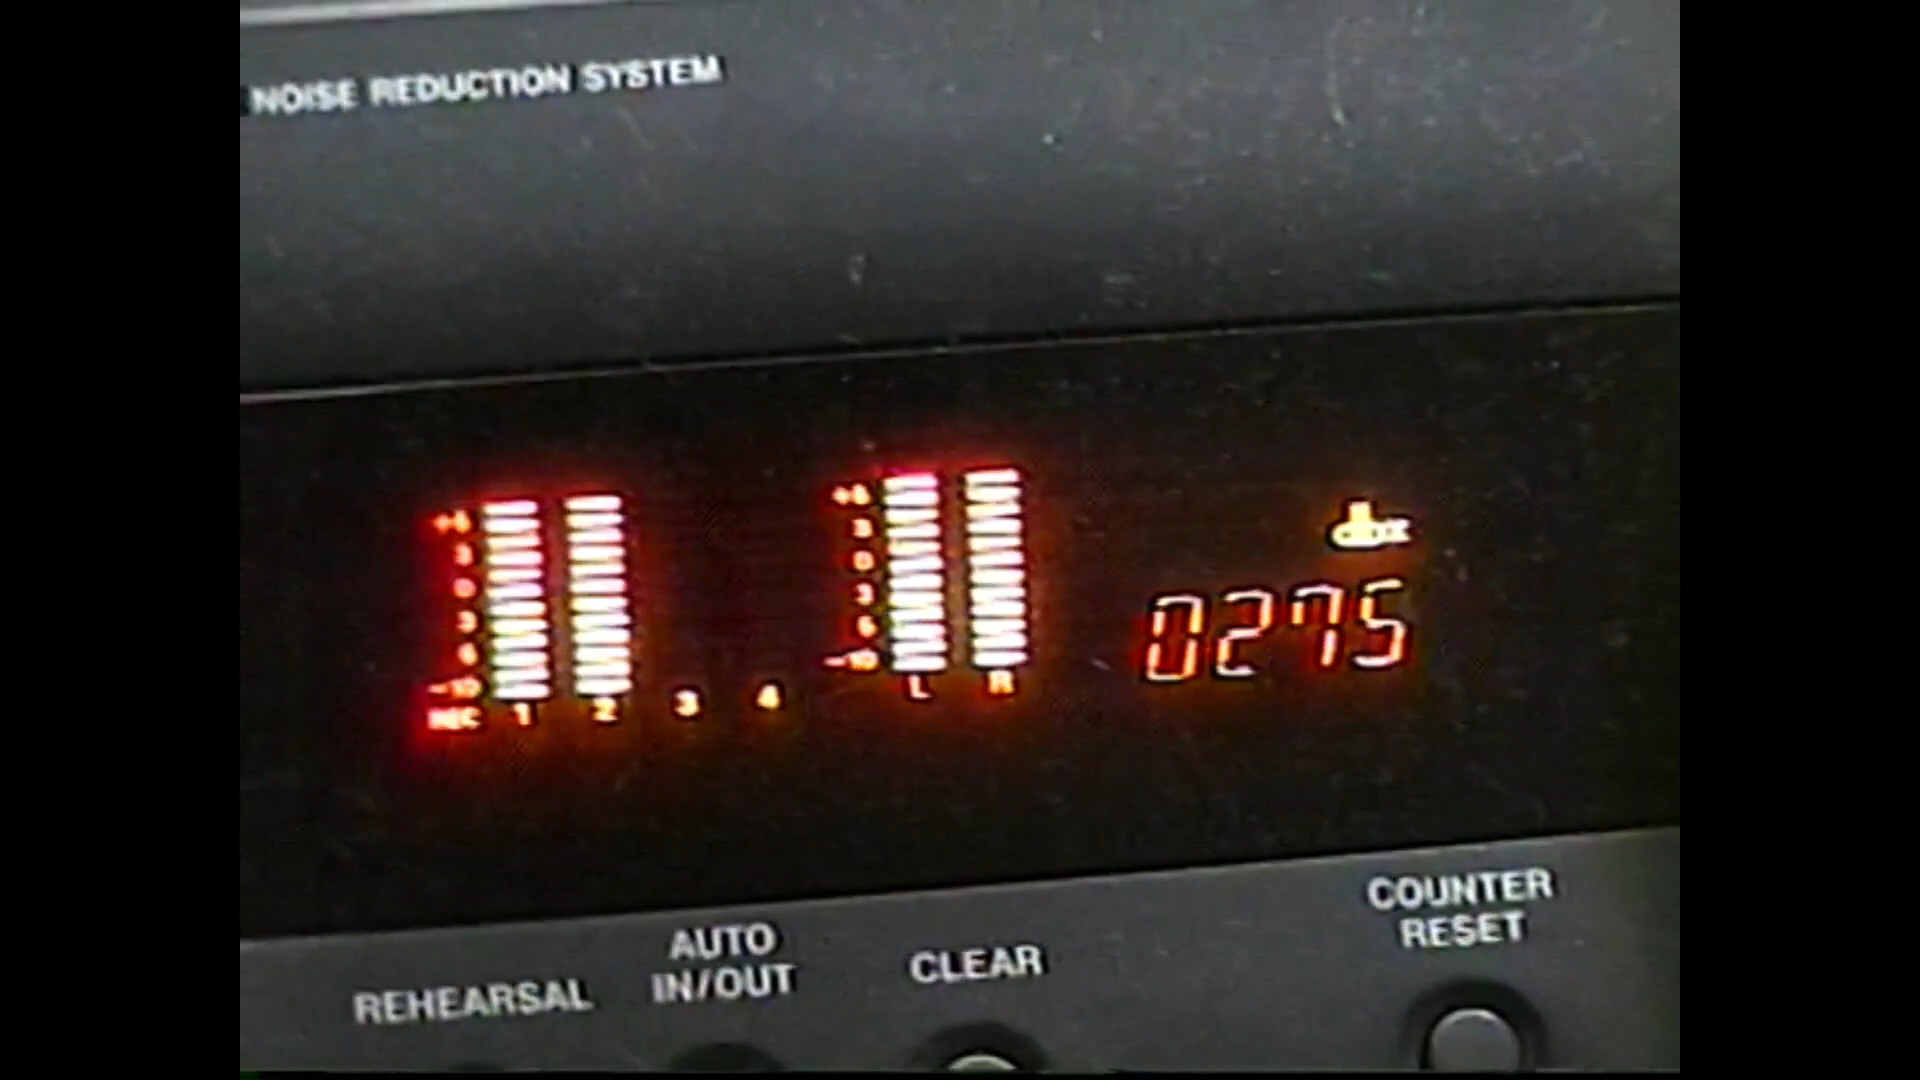 NOISE REDUCTION SYSTEM
+6
3
0
3
6
-10
REC 1 2 3 4
+6
3
0
3
6
-10
L R
dbx
0275
REHEARSAL
AUTO
IN/OUT
CLEAR
COUNTER
RESET